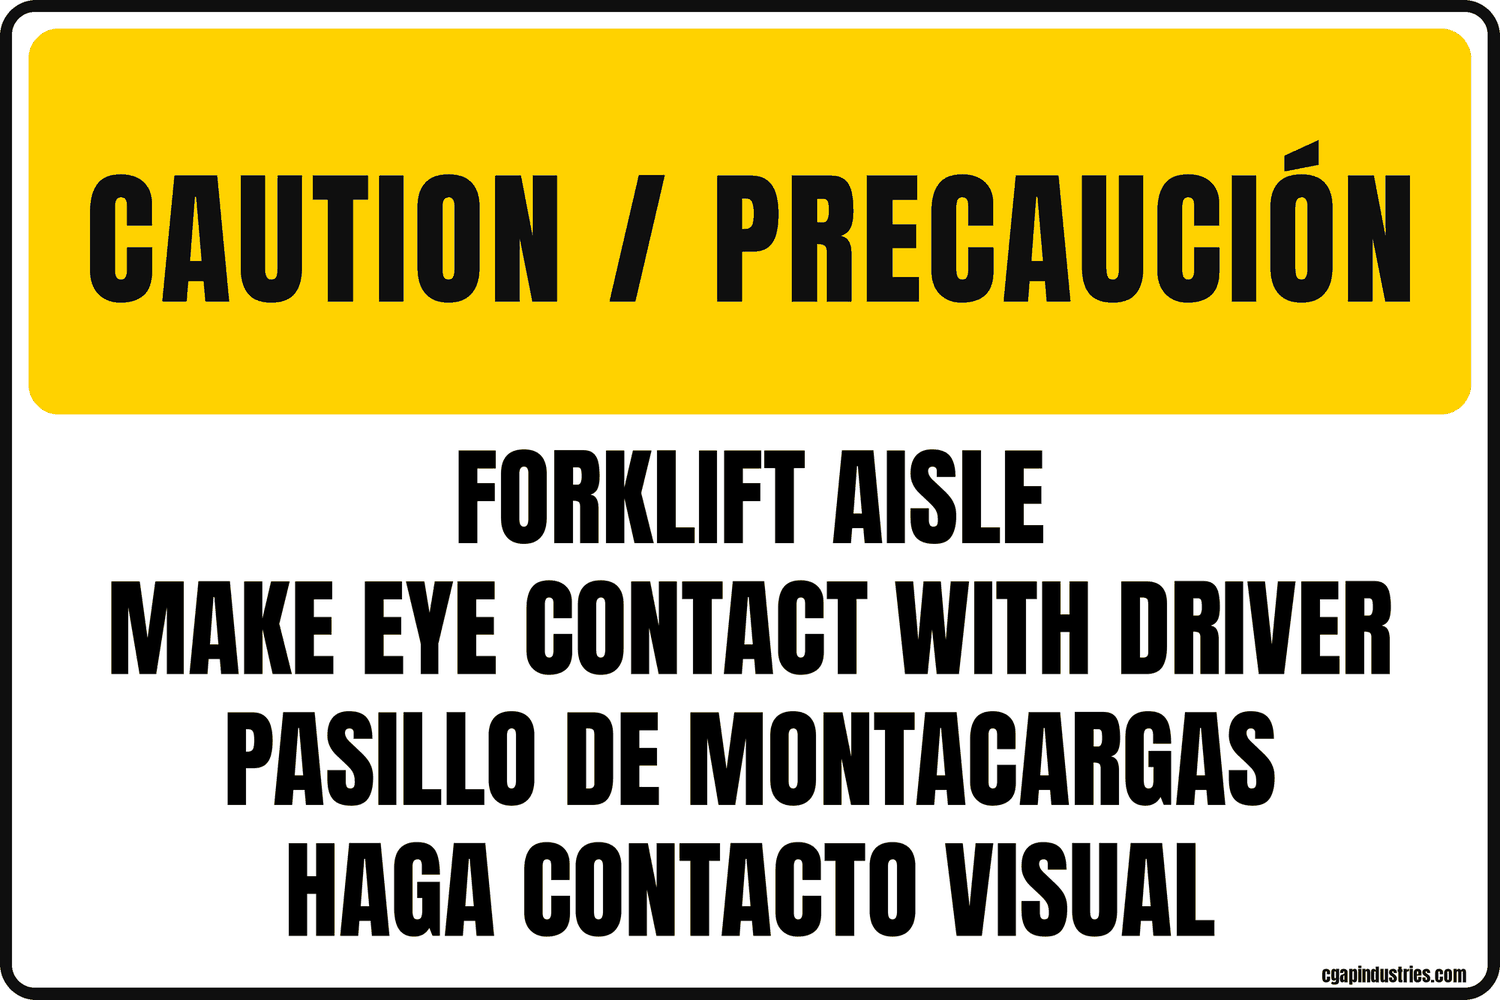 CAUTION / PRECAUCIÓN
FORKLIFT AISLE
MAKE EYE CONTACT WITH DRIVER
PASILLO DE MONTACARGAS
HAGA CONTACTO VISUAL
cgapindustries.com